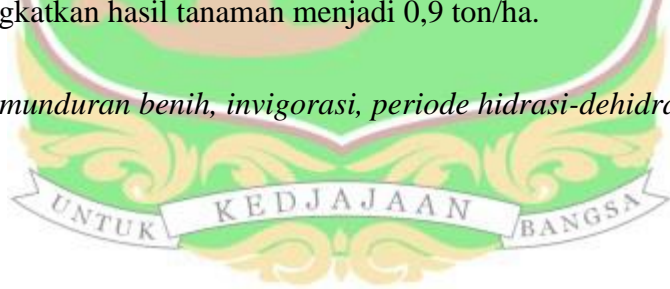 gkatkan hasil tanaman menjadi 0,9 ton/ha.
munduran benih, invigorasi, periode hidrasi-dehidra
UNTUK KEDJAJAAN BANGSA